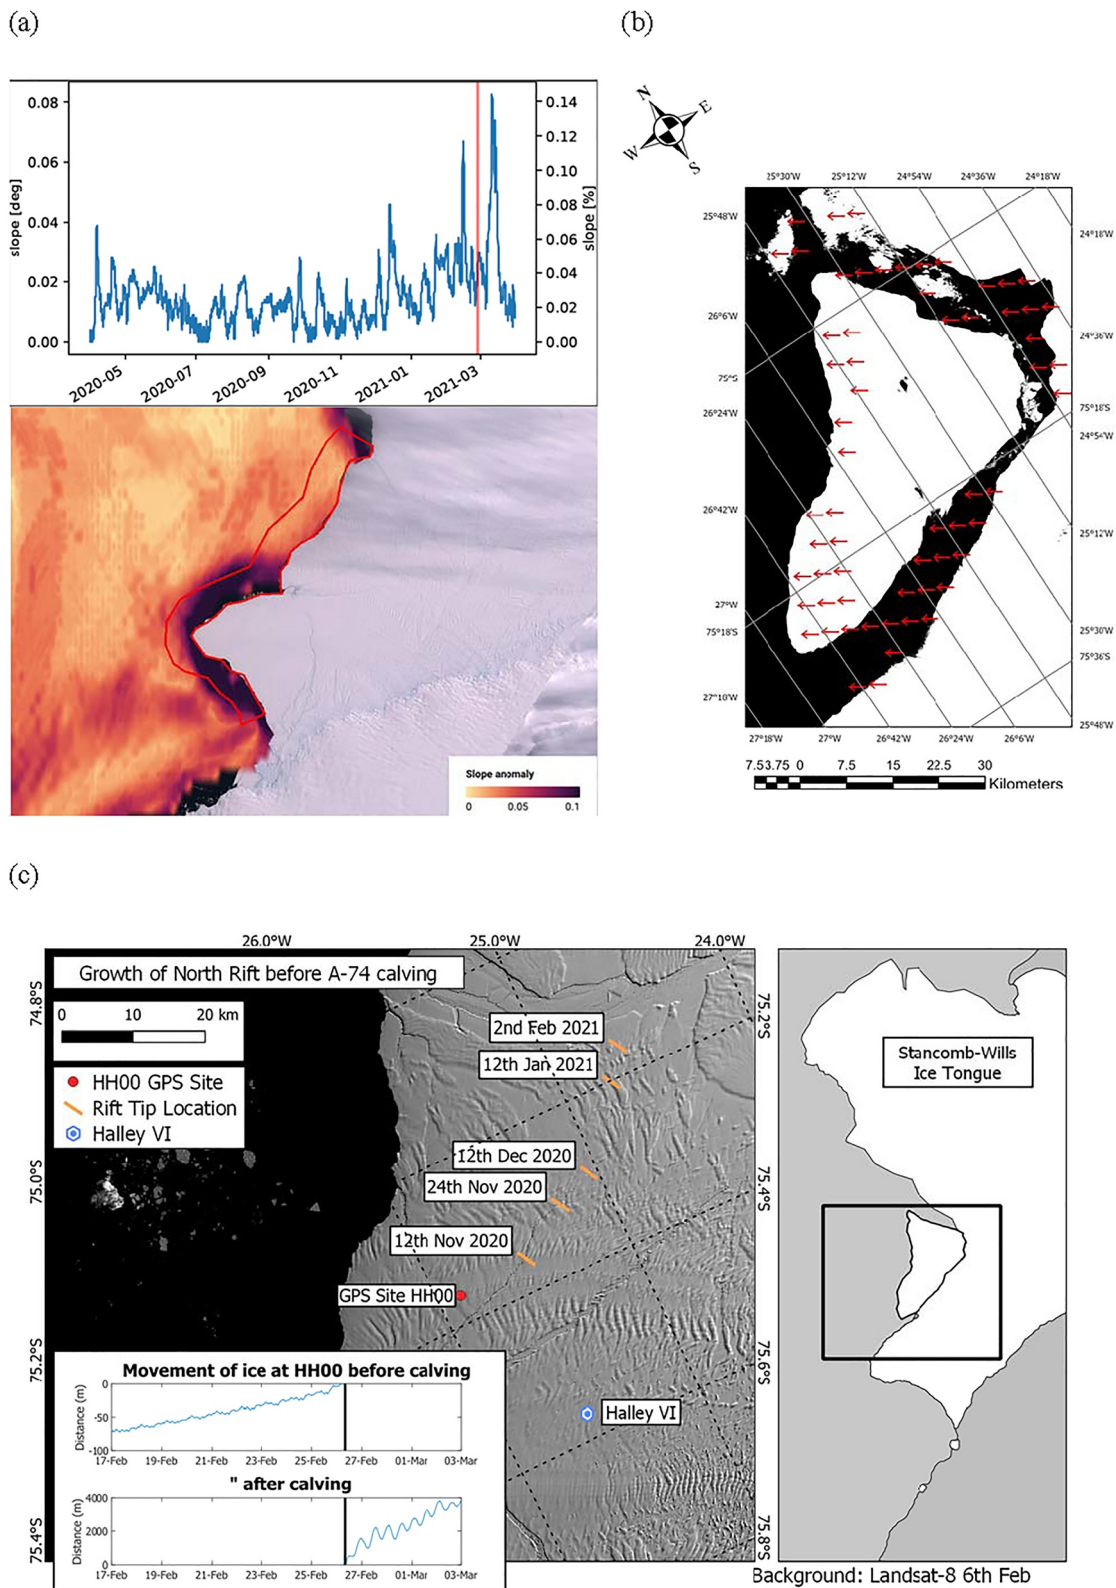 (a)
0.08
0.06
0.04
0.02
0.00
slope [deg]
0.14
0.12
0.10
0.08
0.06
0.04
0.02
0.00
slope [%]
2020-05
2020-07
2020-09
2020-11
2021-01
2021-03
Slope anomaly
0 0.05 0.1
(b)
N
E
W
S
25°30'W 25°12'W 24°54'W 24°36'W 24°18'W
25°48'W
26°6'W
75°S
26°24'W
26°42'W
27°W
75°18'S
27°10'W
24°18'W
24°36'W
75°18'S
24°54'W
25°12'W
25°30'W
75°36'S
25°48'W
27°18'W 27°W 26°42'W 26°24'W 26°6'W
7.5 3.75 0 7.5 15 22.5 30
Kilometers
(c)
26.0°W 25.0°W 24.0°W
Growth of North Rift before A-74 calving
0 10 20 km
HH00 GPS Site
Rift Tip Location
Halley VI
74.8°S
75.0°S
75.2°S
75.4°S
75.2°S
75.4°S
75.6°S
75.8°S
2nd Feb 2021
12th Jan 2021
12th Dec 2020
24th Nov 2020
12th Nov 2020
GPS Site HH00
Halley VI
Movement of ice at HH00 before calving
Distance (m)
0
-50
-100
17-Feb 19-Feb 21-Feb 23-Feb 25-Feb 27-Feb 01-Mar 03-Mar
" after calving
Distance (m)
4000
2000
0
17-Feb 19-Feb 21-Feb 23-Feb 25-Feb 27-Feb 01-Mar 03-Mar
Stancomb-Wills
Ice Tongue
Background: Landsat-8 6th Feb